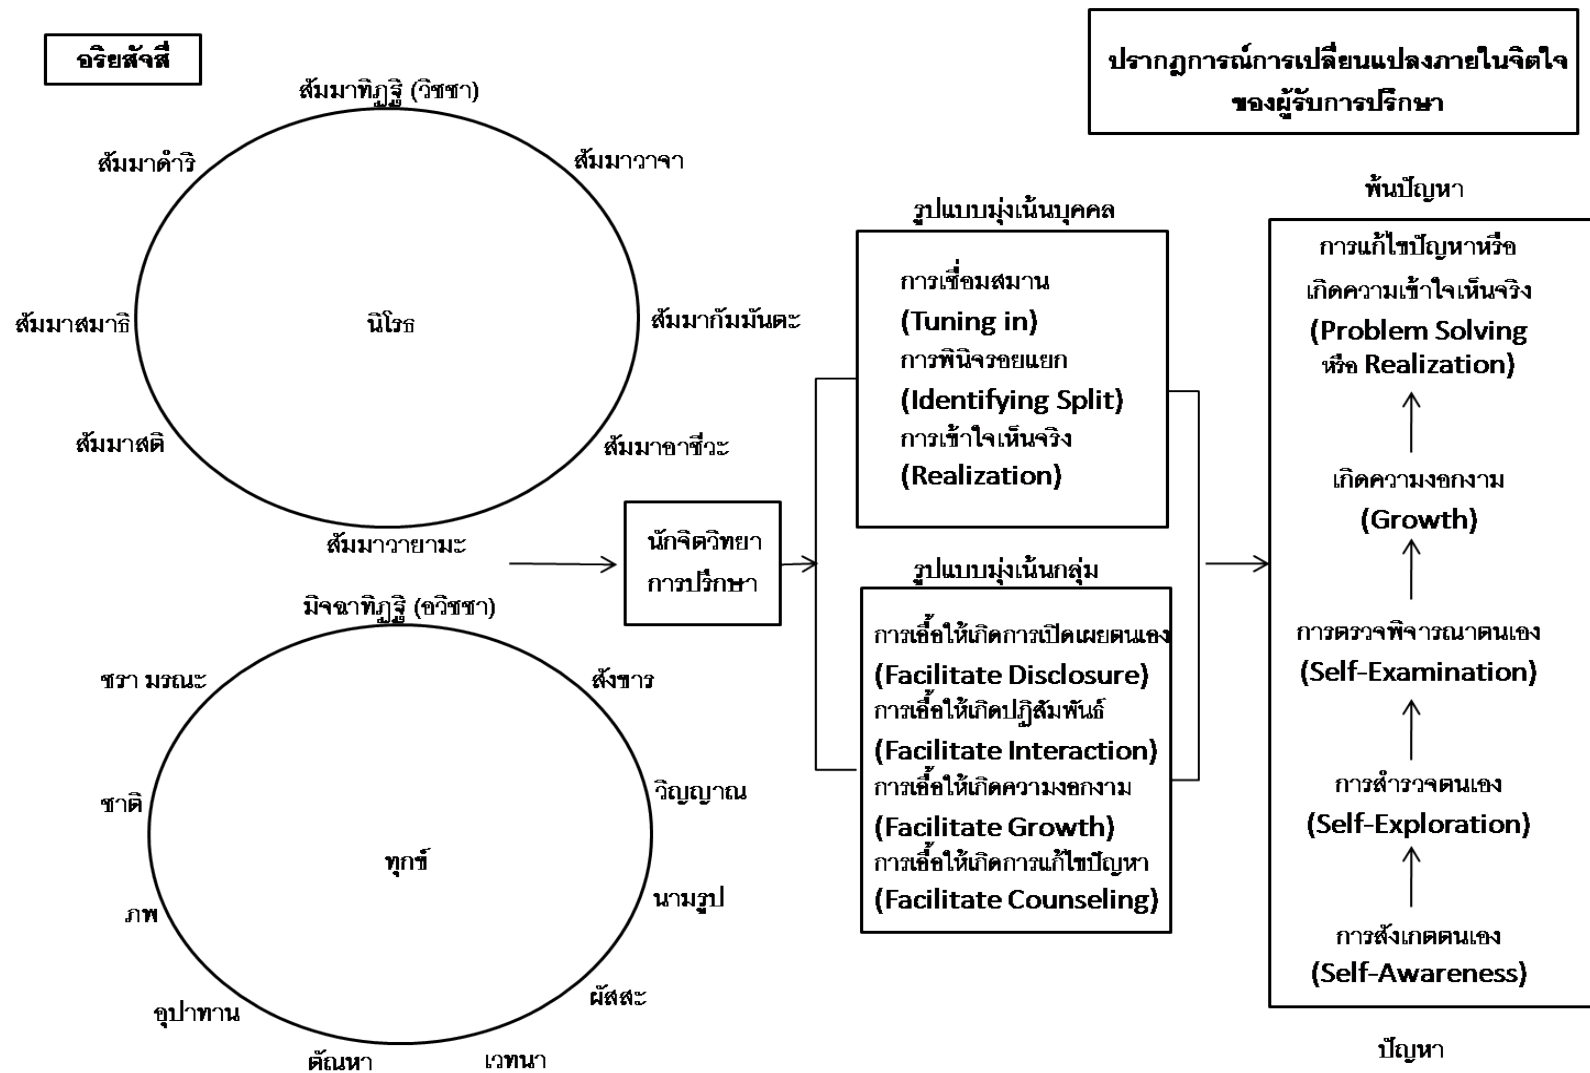 อริยสัจสี่
สัมมาทิฏฐิ (วิชชา)
สัมมาดำริ
สัมมาวาจา
สัมมาสมาธิ
นิโรธ
สัมมากัมมันตะ
สัมมาสติ
สัมมาอาชีวะ
สัมมาวายามะ
มิจฉาทิฏฐิ (อวิชชา)
ชรา มรณะ
สังขาร
ชาติ
วิญญาณ
ทุกข์
ภพ
นามรูป
อุปาทาน
ผัสสะ
ตัณหา
เวทนา
นักจิตวิทยา
การปรึกษา
รูปแบบมุ่งเน้นบุคคล
การเชื่อมสมาน
(Tuning in)
การพินิจรอยแยก
(Identifying Split)
การเข้าใจเห็นจริง
(Realization)
รูปแบบมุ่งเน้นกลุ่ม
การเอื้อให้เกิดการเปิดเผยตนเอง
(Facilitate Disclosure)
การเอื้อให้เกิดปฏิสัมพันธ์
(Facilitate Interaction)
การเอื้อให้เกิดความงอกงาม
(Facilitate Growth)
การเอื้อให้เกิดการแก้ไขปัญหา
(Facilitate Counseling)
ปรากฏการณ์การเปลี่ยนแปลงภายในจิตใจ
ของผู้รับการปรึกษา
พ้นปัญหา
การแก้ไขปัญหาหรือ
เกิดความเข้าใจเห็นจริง
(Problem Solving
หรือ Realization)
เกิดความงอกงาม
(Growth)
การตรวจพิจารณาตนเอง
(Self-Examination)
การสำรวจตนเอง
(Self-Exploration)
การสังเกตตนเอง
(Self-Awareness)
ปัญหา